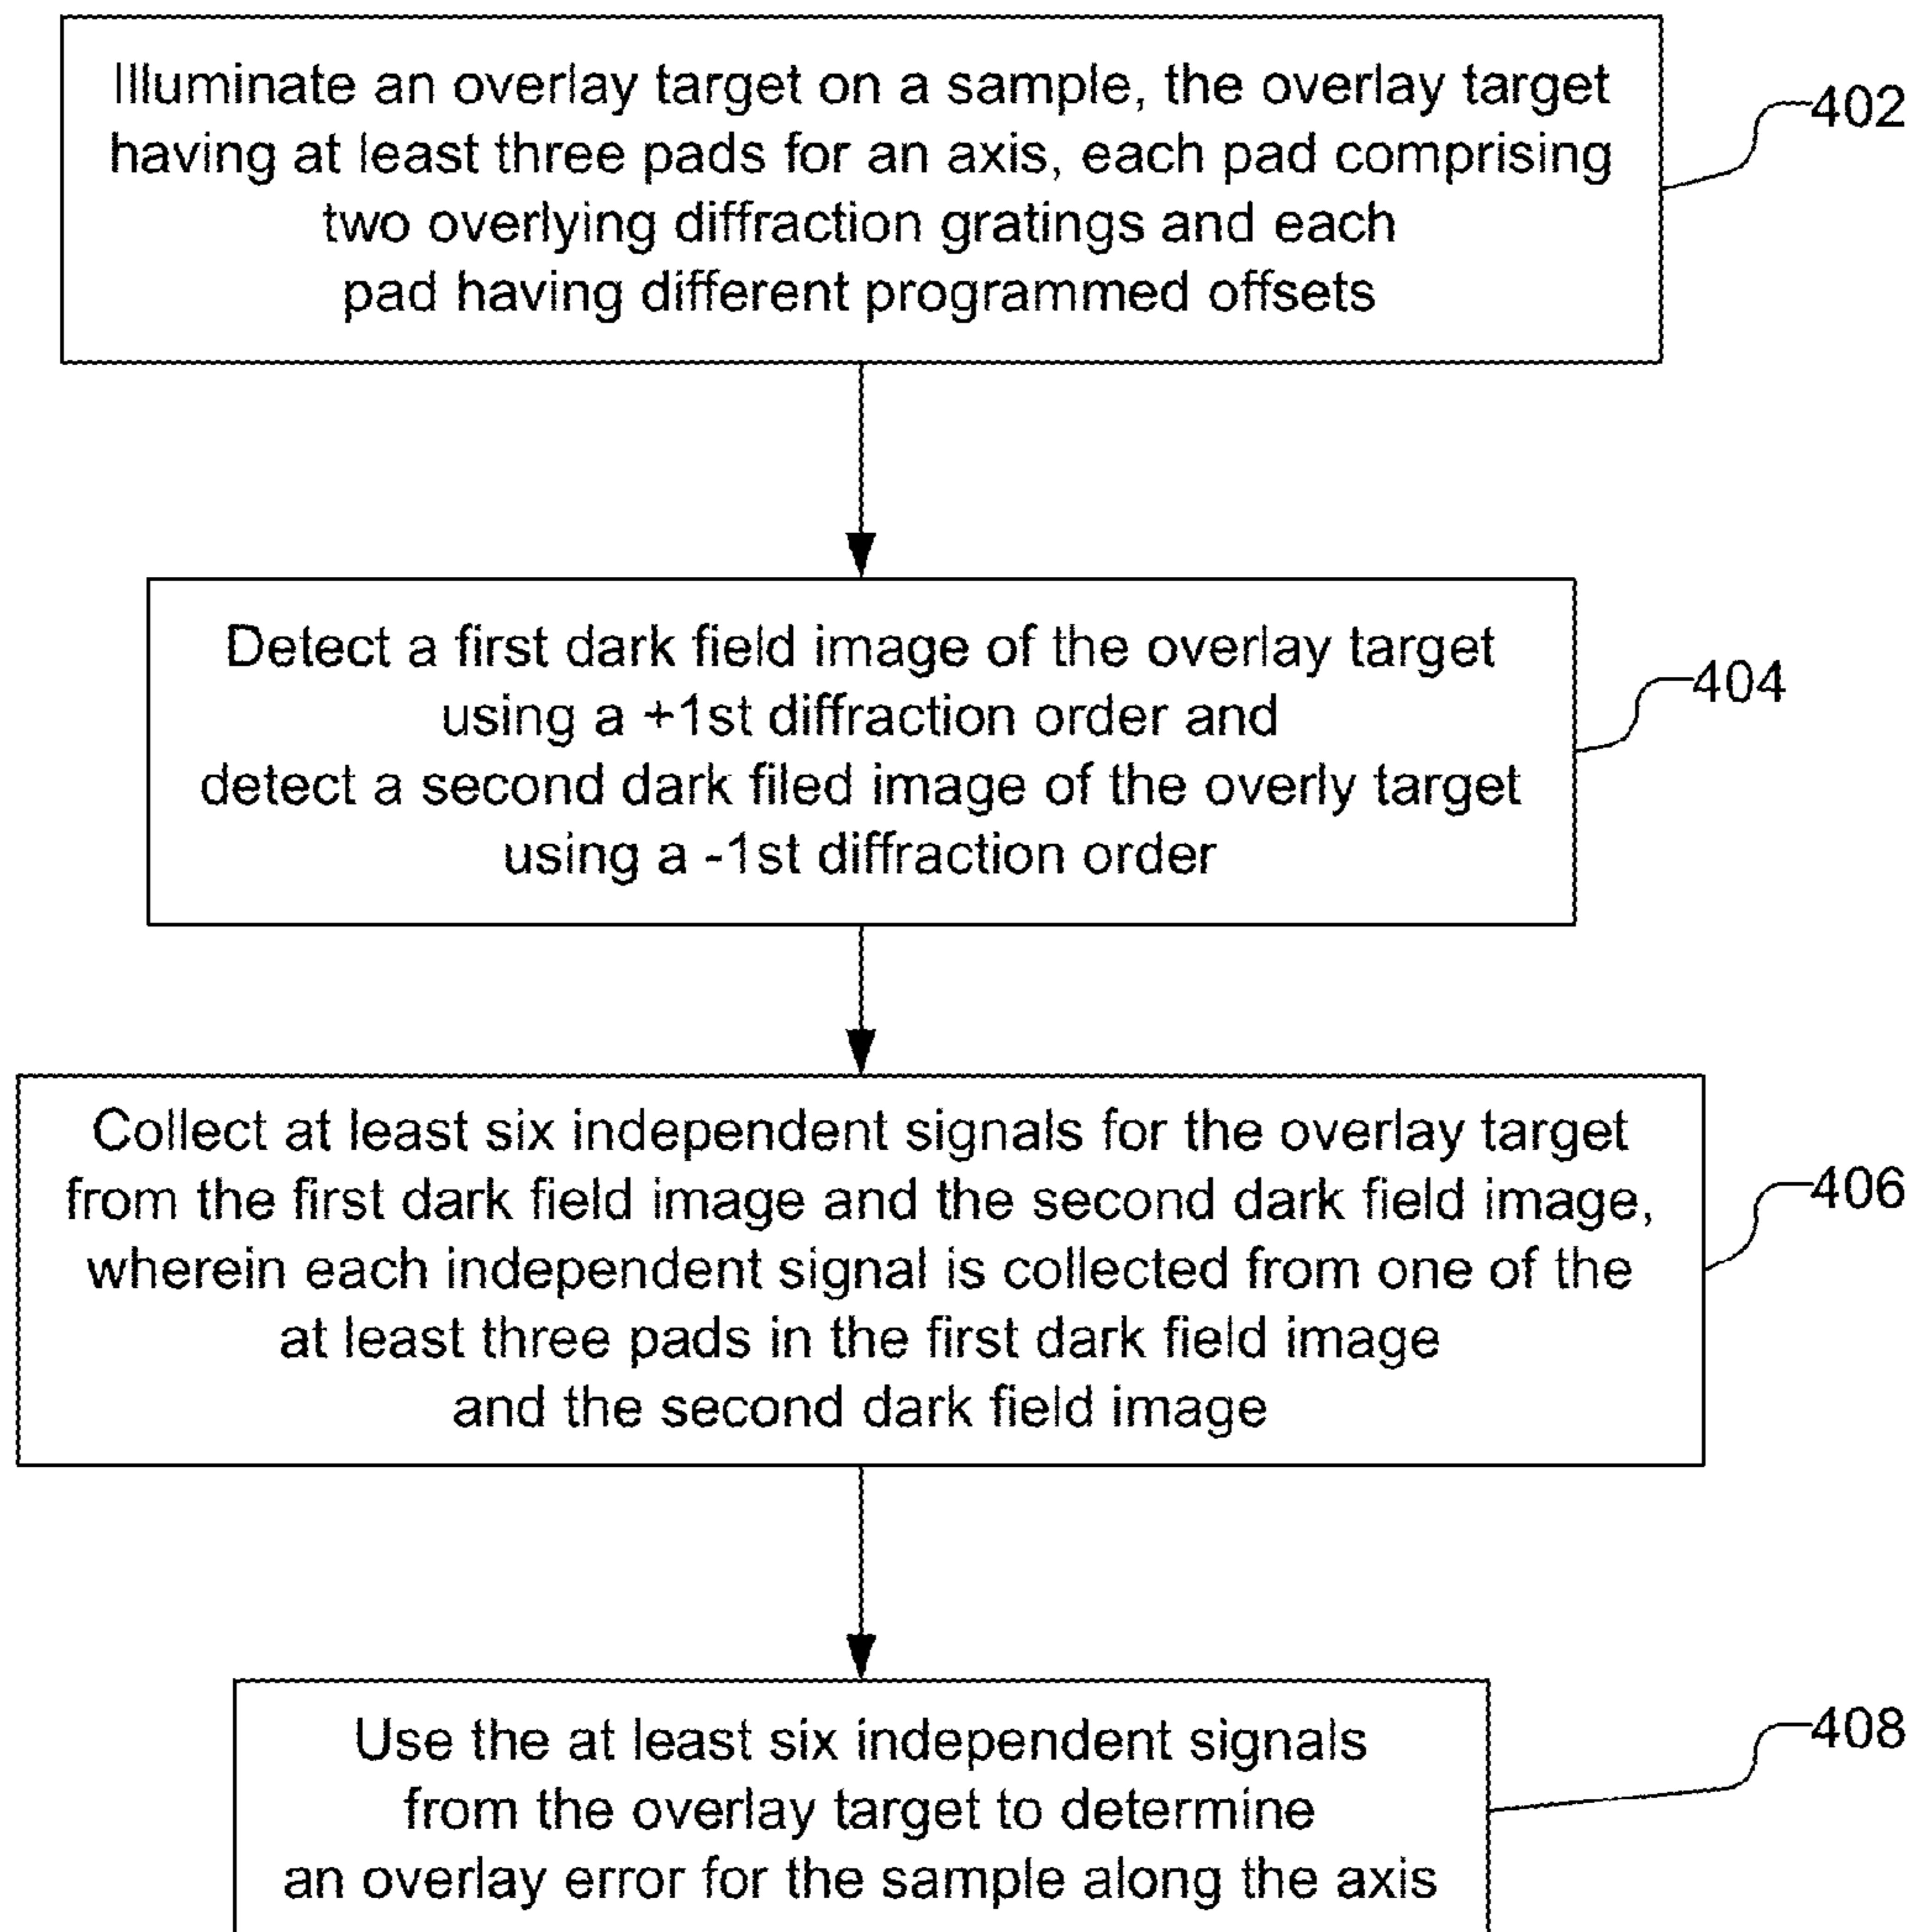 Illuminate an overlay target on a sample, the overlay target
having at least three pads for an axis, each pad comprising
two overlying diffraction gratings and each
pad having different programmed offsets
402
Detect a first dark field image of the overlay target
using a +1st diffraction order and
detect a second dark filed image of the overly target
using a -1st diffraction order
404
Collect at least six independent signals for the overlay target
from the first dark field image and the second dark field image,
wherein each independent signal is collected from one of the
at least three pads in the first dark field image
and the second dark field image
406
Use the at least six independent signals
from the overlay target to determine
an overlay error for the sample along the axis
408